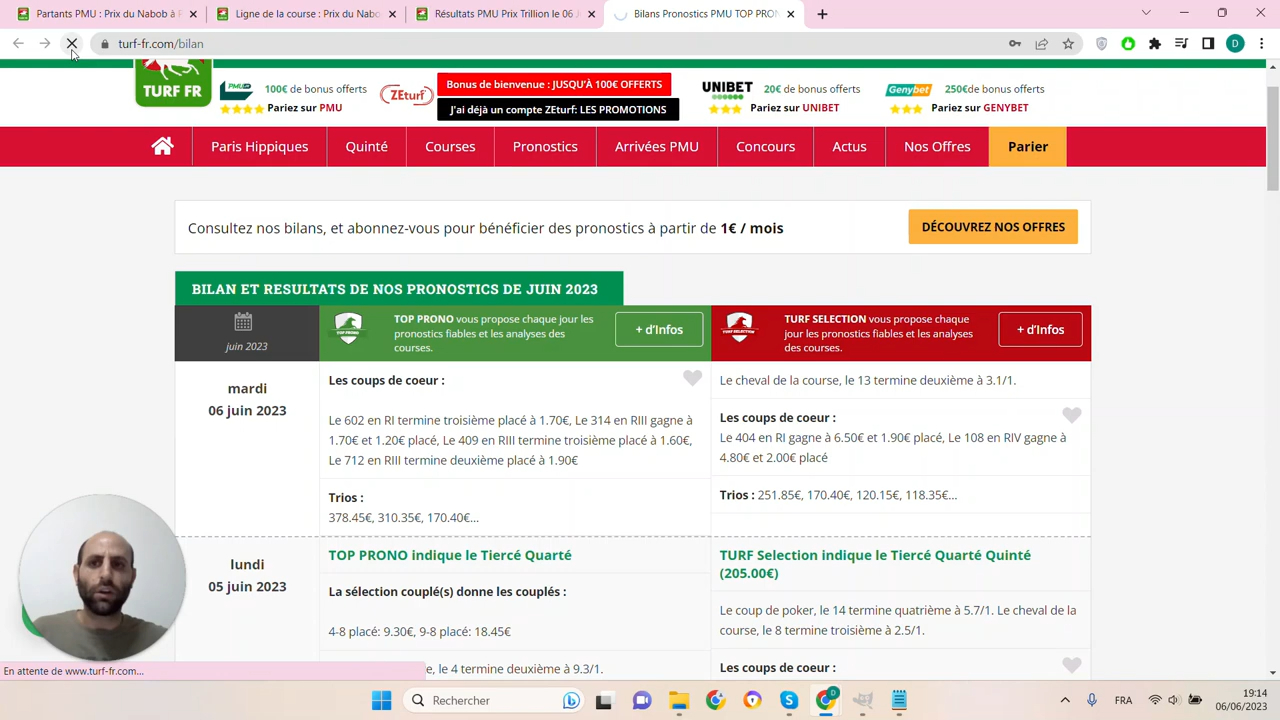 Partants PMU : Prix du Nabob à P
Ligne de la course : Prix du Nabo
Résultats PMU Prix Trillion le 06 J
Bilans Pronostics PMU TOP PRON
turf-fr.com/bilan
D
TURF FR
PMU
100€ de bonus offerts
Pariez sur PMU
ZEturf
Bonus de bienvenue : JUSQU'À 100€ OFFERTS
J'ai déjà un compte ZEturf: LES PROMOTIONS
UNIBET
20€ de bonus offerts
Pariez sur UNIBET
Genybet
250€de bonus offerts
Pariez sur GENYBET
Paris Hippiques
Quinté
Courses
Pronostics
Arrivées PMU
Concours
Actus
Nos Offres
Parier
Consultez nos bilans, et abonnez-vous pour bénéficier des pronostics à partir de 1€ / mois
DÉCOUVREZ NOS OFFRES
BILAN ET RESULTATS DE NOS PRONOSTICS DE JUIN 2023
juin 2023
TOP PRONO vous propose chaque jour les
pronostics fiables et les analyses des
courses.
+ d'Infos
TURF SELECTION vous propose chaque
jour les pronostics fiables et les analyses
des courses.
+ d'Infos
mardi
06 juin 2023
Les coups de coeur :
Le 602 en RI termine troisième placé à 1.70€, Le 314 en RIII gagne à
1.70€ et 1.20€ placé, Le 409 en RIII termine troisième placé à 1.60€,
Le 712 en RIII termine deuxième placé à 1.90€
Trios :
378.45€, 310.35€, 170.40€...
Le cheval de la course, le 13 termine deuxième à 3.1/1.
Les coups de coeur :
Le 404 en RI gagne à 6.50€ et 1.90€ placé, Le 108 en RIV gagne à
4.80€ et 2.00€ placé
Trios : 251.85€, 170.40€, 120.15€, 118.35€...
lundi
05 juin 2023
TOP PRONO indique le Tiercé Quarté
La sélection couplé(s) donne les couplés :
4-8 placé: 9.30€, 9-8 placé: 18.45€
e, le 4 termine deuxième à 9.3/1.
TURF Selection indique le Tiercé Quarté Quinté
(205.00€)
Le coup de poker, le 14 termine quatrième à 5.7/1. Le cheval de la
course, le 8 termine troisième à 2.5/1.
Les coups de coeur :
En attente de www.turf-fr.com...
Rechercher
FRA
19:14
06/06/2023